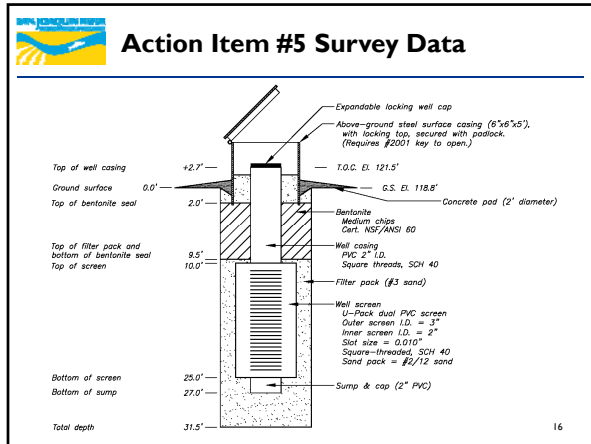 SAN JOAQUIN RIVER
Action Item #5 Survey Data
Expandable locking well cap
Above-ground steel surface casing (6"x6"x5'),
with locking top, secured with padlock.
(Requires #2001 key to open.)
Top of well casing +2.7' T.O.C. El. 121.5'
Ground surface 0.0' G.S. El. 118.8'
Concrete pad (2' diameter)
Top of bentonite seal 2.0'
Bentonite
Medium chips
Cert. NSF/ANSI 60
Well casing
PVC 2" I.D.
Square threads, SCH 40
Top of filter pack and
bottom of bentonite seal 9.5'
Top of screen 10.0'
Filter pack (#3 sand)
Well screen
U-Pack dual PVC screen
Outer screen I.D. = 3"
Inner screen I.D. = 2"
Slot size = 0.010"
Square-threaded, SCH 40
Sand pack = #2/12 sand
Bottom of screen 25.0'
Bottom of sump 27.0'
Sump & cap (2" PVC)
Total depth 31.5'
16